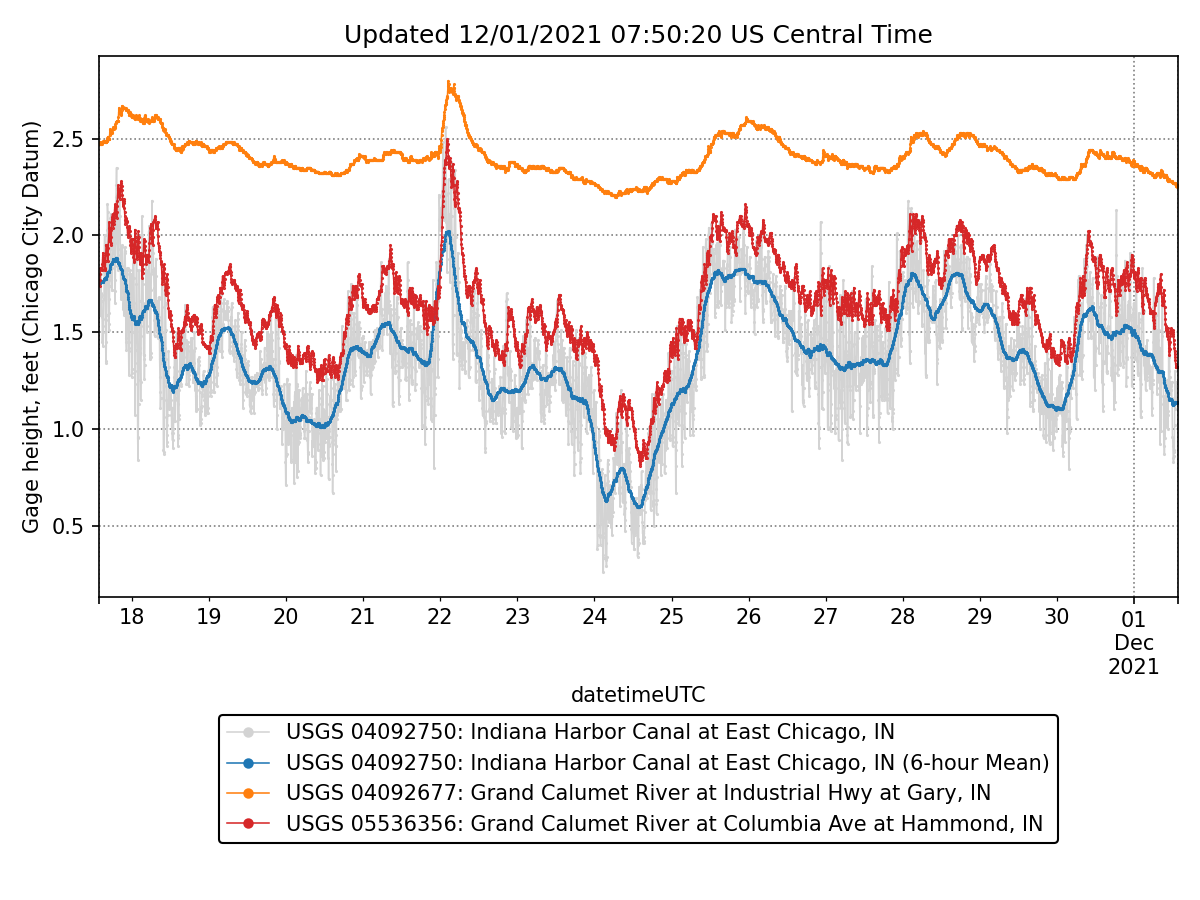 Updated 12/01/2021 07:50:20 US Central Time
Gage height, feet (Chicago City Datum)
2.5
2.0
1.5
1.0
0.5
18 19 20 21 22 23 24 25 26 27 28 29 30 01
Dec
2021
datetimeUTC
USGS 04092750: Indiana Harbor Canal at East Chicago, IN
USGS 04092750: Indiana Harbor Canal at East Chicago, IN (6-hour Mean)
USGS 04092677: Grand Calumet River at Industrial Hwy at Gary, IN
USGS 05536356: Grand Calumet River at Columbia Ave at Hammond, IN